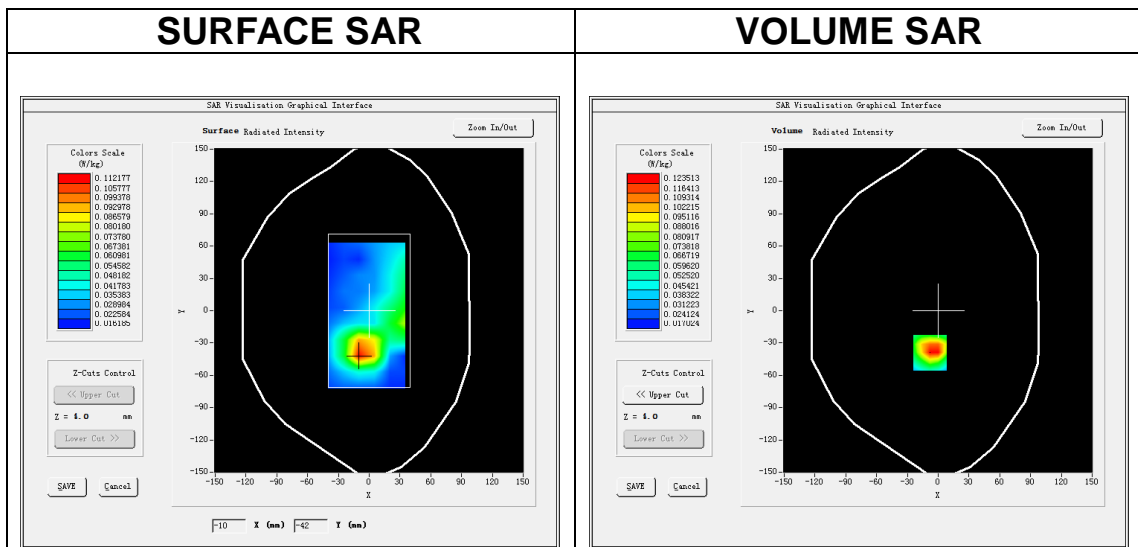 SURFACE SAR
VOLUME SAR
SAR Visualisation Graphical Interface
Surface Radiated Intensity
Zoom In/Out
Colors Scale
(W/kg)
0.112177
0.105777
0.099378
0.092978
0.086579
0.080180
0.073780
0.067381
0.060981
0.054582
0.048182
0.041783
0.035383
0.028984
0.022584
0.016185
150
120
90
60
30
0
-30
-60
-90
-120
-150
Y
-150 -120 -90 -60 -30 0 30 60 90 120 150
X
Z-Cuts Control
<< Upper Cut
Z = 4.0 mm
Lower Cut >>
SAVE Cancel
-10 X (mm) -42 Y (mm)
SAR Visualisation Graphical Interface
Volume Radiated Intensity
Zoom In/Out
Colors Scale
(W/kg)
0.123513
0.116413
0.109314
0.102215
0.095116
0.088016
0.080917
0.073818
0.066719
0.059620
0.052520
0.045421
0.038322
0.031223
0.024124
0.017024
150
120
90
60
30
0
-30
-60
-90
-120
-150
Y
-150 -120 -90 -60 -30 0 30 60 90 120 150
X
Z-Cuts Control
<< Upper Cut
Z = 4.0 mm
Lower Cut >>
SAVE Cancel